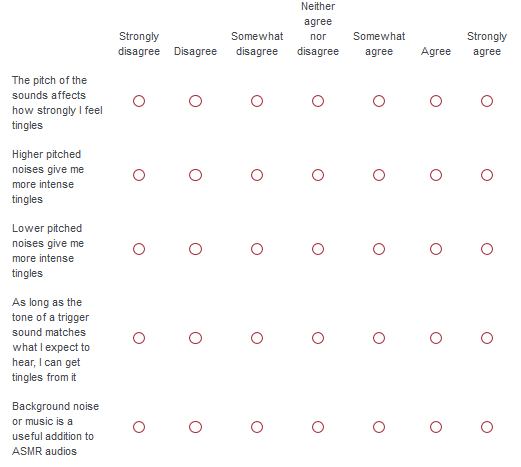 Strongly disagree
Disagree
Somewhat disagree
Neither agree nor disagree
Somewhat agree
Agree
Strongly agree
The pitch of the
sounds affects
how strongly I feel
tingles
Higher pitched
noises give me
more intense
tingles
Lower pitched
noises give me
more intense
tingles
As long as the
tone of a trigger
sound matches
what I expect to
hear, I can get
tingles from it
Background noise
or music is a
useful addition to
ASMR audios